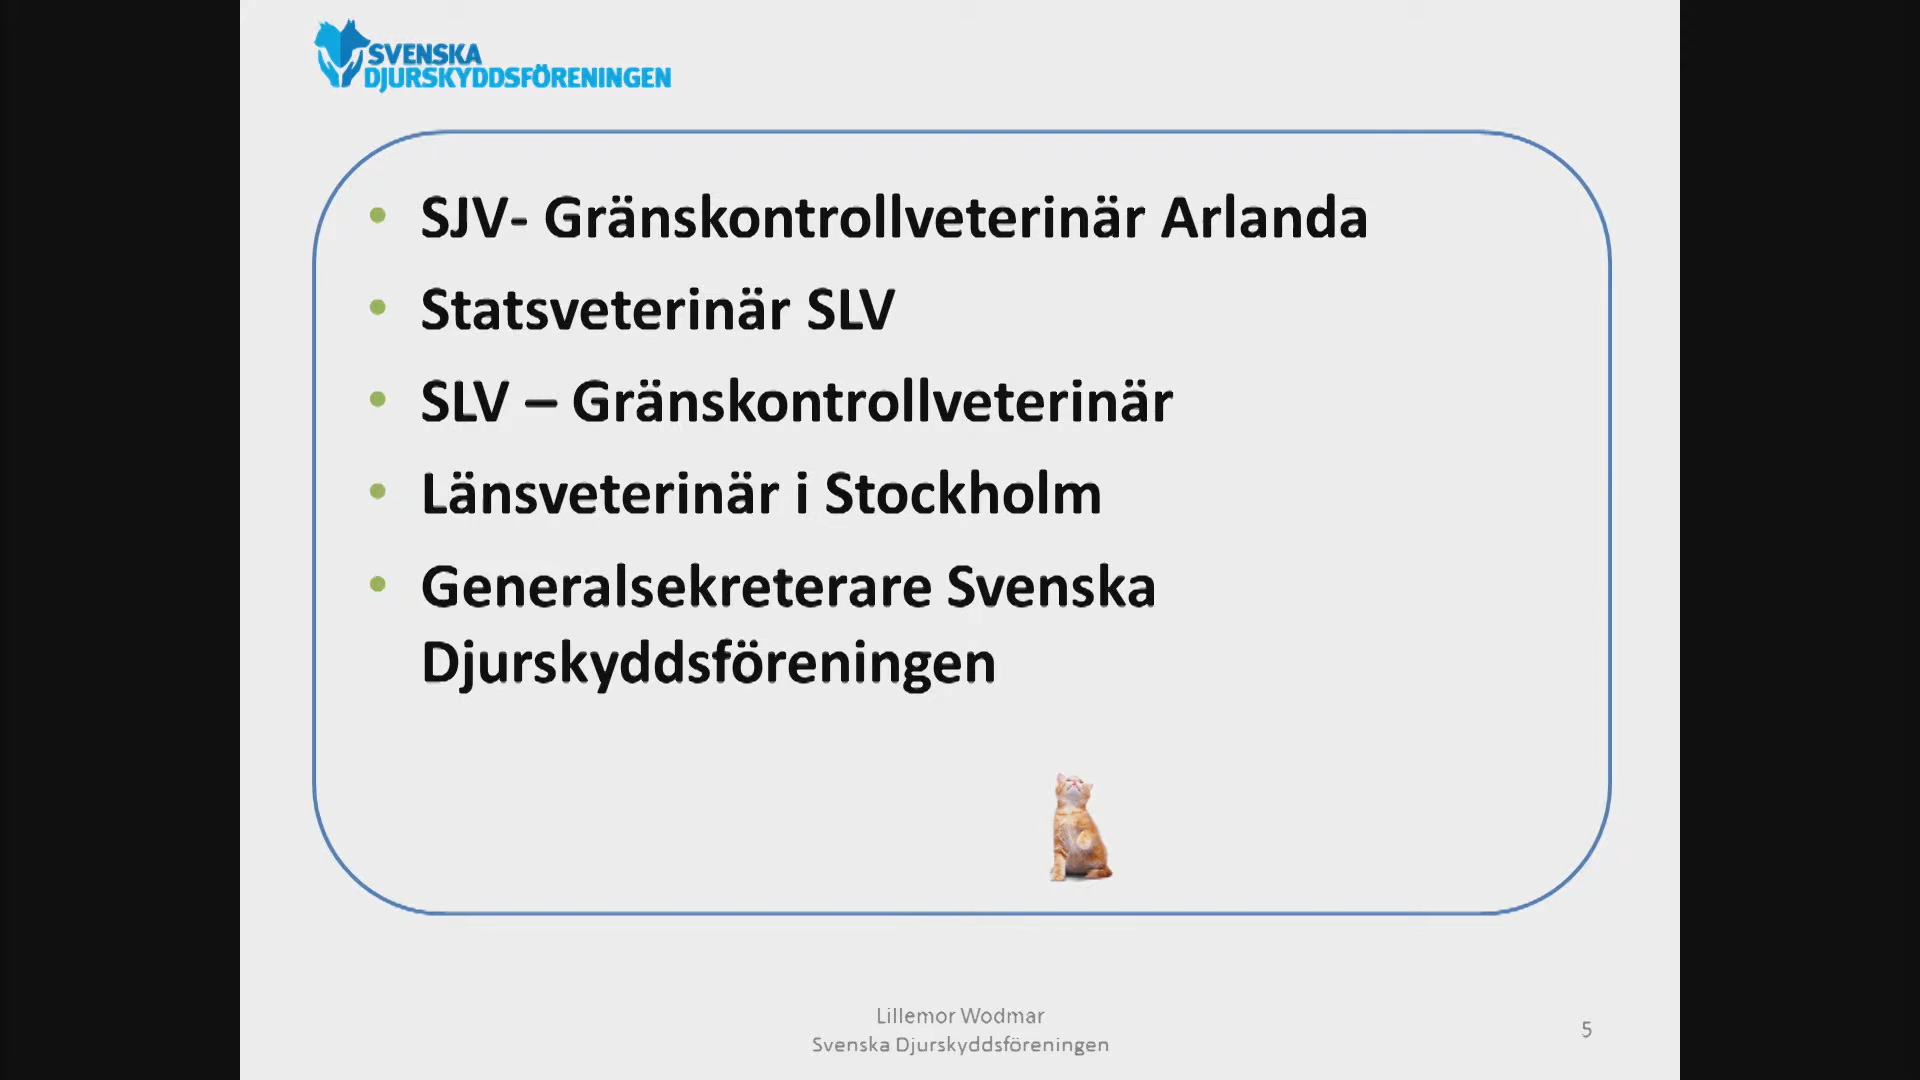 SVENSKA
DJURSKYDDSFÖRENINGEN
• SJV- Gränskontrollveterinär Arlanda
• Statsveterinär SLV
• SLV – Gränskontrollveterinär
• Länsveterinär i Stockholm
• Generalsekreterare Svenska
Djurskyddsföreningen
Lillemor Wodmar
Svenska Djurskyddsföreningen
5